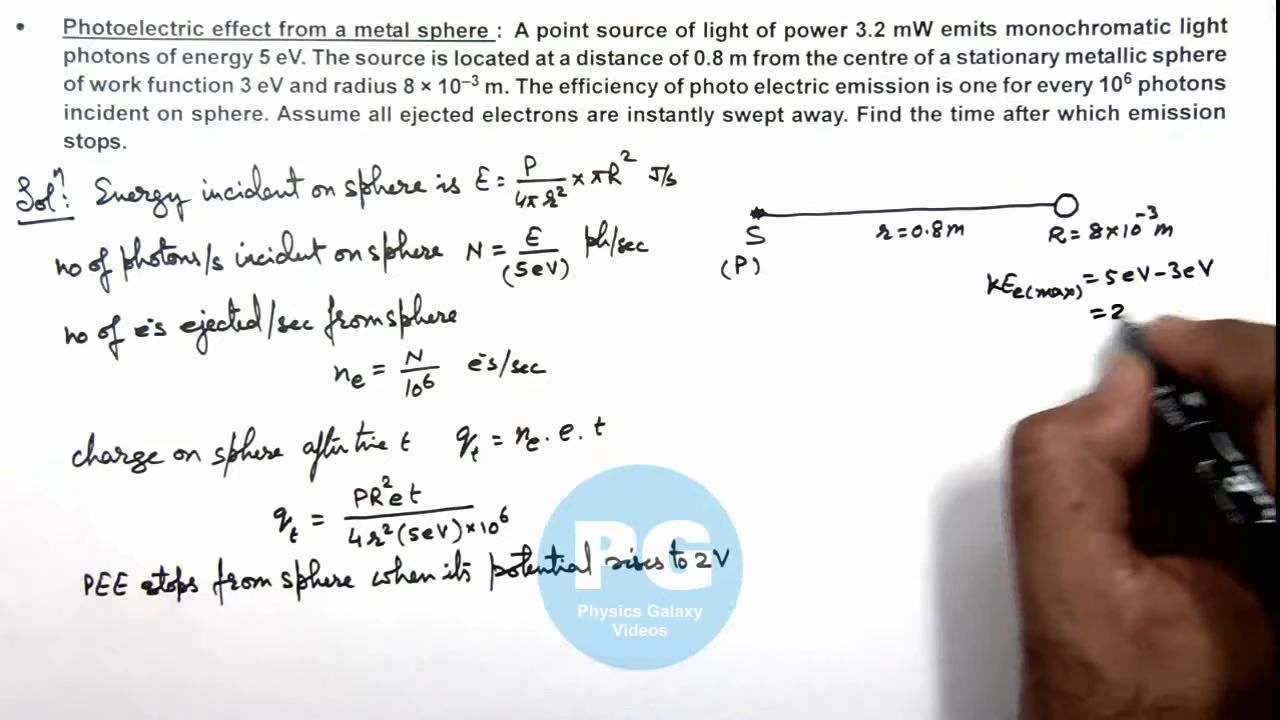 • Photoelectric effect from a metal sphere : A point source of light of power 3.2 mW emits monochromatic light
photons of energy 5 eV. The source is located at a distance of 0.8 m from the centre of a stationary metallic sphere
of work function 3 eV and radius 8 × 10⁻³ m. The efficiency of photo electric emission is one for every 10⁶ photons
incident on sphere. Assume all ejected electrons are instantly swept away. Find the time after which emission
stops.
Solⁿ: Energy incident on sphere is E = P/4πr² × πR² J/s
no of photons/s incident on sphere N = E/(5eV) ph/sec
no of e⁻s ejected/sec from sphere
nₑ = N/10⁶ e⁻s/sec
charge on sphere after time t qₜ = nₑ. e. t
qₜ = PR²et/4r²(5eV)×10⁶
PEE stops from sphere when its potential rises to 2V
S
(P)
r = 0.8m
R = 8×10⁻³m
KEₑ(max) = 5eV - 3eV
= 2
PG
Physics Galaxy
Videos